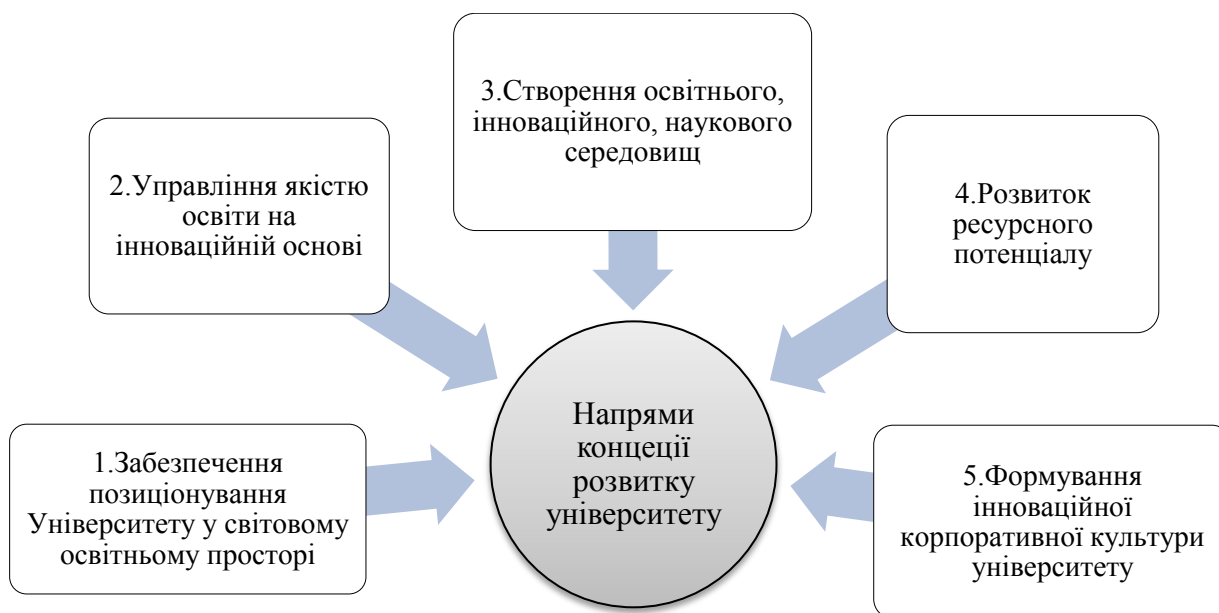 1.Забезпечення
позиціонування
Університету у світовому
освітньому просторі
2.Управління якістю
освіти на
інноваційній основі
3.Створення освітнього,
інноваційного, наукового
середовищ
4.Розвиток
ресурсного
потенціалу
5.Формування
інноваційної
корпоративної культури
університету
Напрями
концеції
розвитку
університету